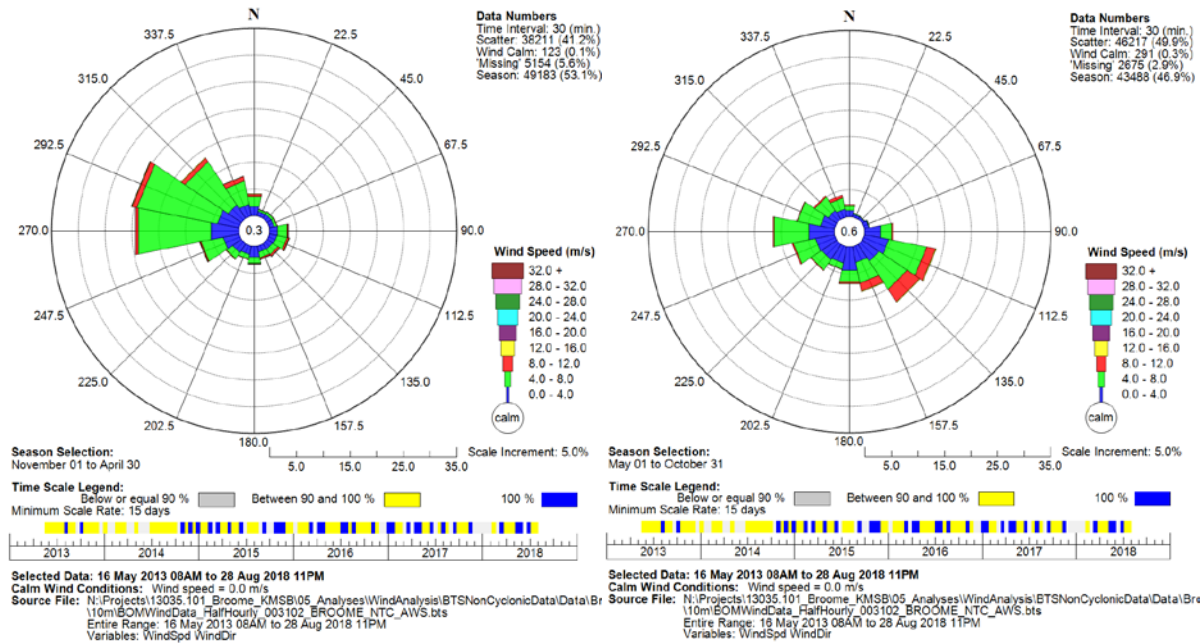 N
22.5
45.0
67.5
90.0
112.5
135.0
157.5
180.0
202.5
225.0
247.5
270.0
292.5
315.0
337.5
0.3
Data Numbers
Time Interval: 30 (min.)
Scatter: 38211 (41.2%)
Wind Calm: 123 (0.1%)
'Missing' 5154 (5.6%)
Season: 49183 (53.1%)
Wind Speed (m/s)
32.0 +
28.0 - 32.0
24.0 - 28.0
20.0 - 24.0
16.0 - 20.0
12.0 - 16.0
8.0 - 12.0
4.0 - 8.0
0.0 - 4.0
calm
Season Selection:
November 01 to April 30
5.0 15.0 25.0 35.0
Scale Increment: 5.0%
Time Scale Legend:
Below or equal 90 % Between 90 and 100 % 100 %
Minimum Scale Rate: 15 days
2013 2014 2015 2016 2017 2018
Selected Data: 16 May 2013 08AM to 28 Aug 2018 11PM
Calm Wind Conditions: Wind speed = 0.0 m/s
Source File: N:\Projects\13035.101_Broome_KMSB\05_Analyses\WindAnalysis\BTSNonCyclonicData\Data\Br
\10m\BOMWindData_HalfHourly_003102_BROOME_NTC_AWS.bts
Entire Range: 16 May 2013 08AM to 28 Aug 2018 11PM
Variables: WindSpd WindDir
N
22.5
45.0
67.5
90.0
112.5
135.0
157.5
180.0
202.5
225.0
247.5
270.0
292.5
315.0
337.5
0.6
Data Numbers
Time Interval: 30 (min.)
Scatter: 46217 (49.9%)
Wind Calm: 291 (0.3%)
'Missing' 2675 (2.9%)
Season: 43488 (46.9%)
Wind Speed (m/s)
32.0 +
28.0 - 32.0
24.0 - 28.0
20.0 - 24.0
16.0 - 20.0
12.0 - 16.0
8.0 - 12.0
4.0 - 8.0
0.0 - 4.0
calm
Season Selection:
May 01 to October 31
5.0 15.0 25.0 35.0
Scale Increment: 5.0%
Time Scale Legend:
Below or equal 90 % Between 90 and 100 % 100 %
Minimum Scale Rate: 15 days
2013 2014 2015 2016 2017 2018
Selected Data: 16 May 2013 08AM to 28 Aug 2018 11PM
Calm Wind Conditions: Wind speed = 0.0 m/s
Source File: N:\Projects\13035.101_Broome_KMSB\05_Analyses\WindAnalysis\BTSNonCyclonicData\Data\Bro
\10m\BOMWindData_HalfHourly_003102_BROOME_NTC_AWS.bts
Entire Range: 16 May 2013 08AM to 28 Aug 2018 11PM
Variables: WindSpd WindDir